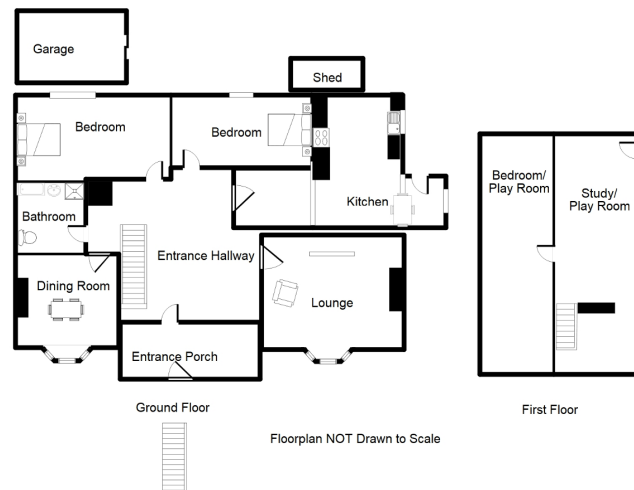 Garage
Shed
Bedroom
Bedroom
Bathroom
Kitchen
Entrance Hallway
Dining Room
Lounge
Entrance Porch
Ground Floor
Bedroom/
Play Room
Study/
Play Room
First Floor
Floorplan NOT Drawn to Scale